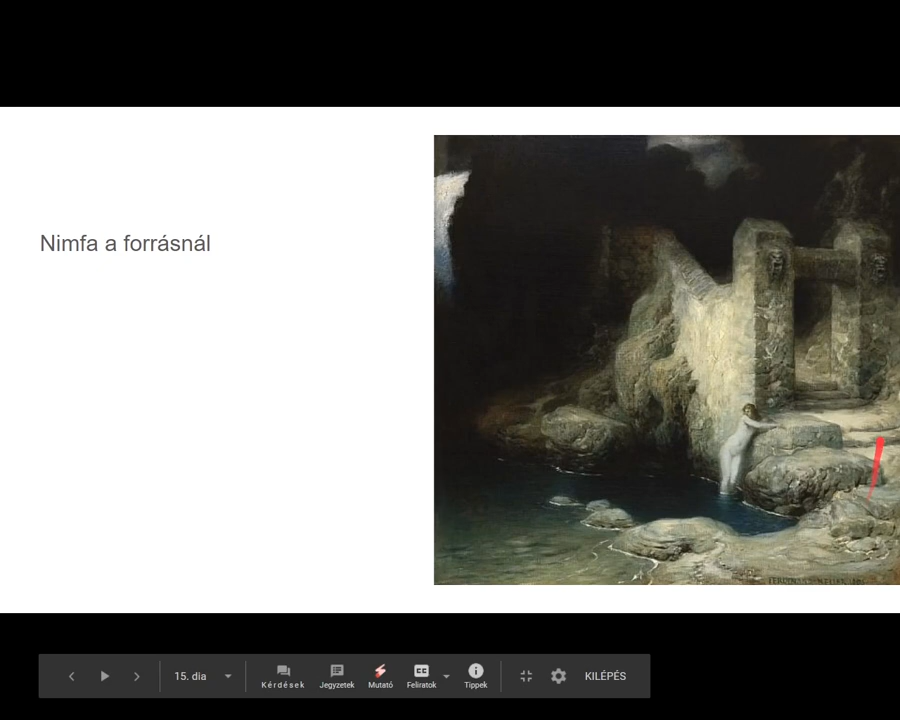 Nimfa a forrásnál
15. dia
Kérdések
Jegyzetek
Mutató
Feliratok
Tippek
KILÉPÉS